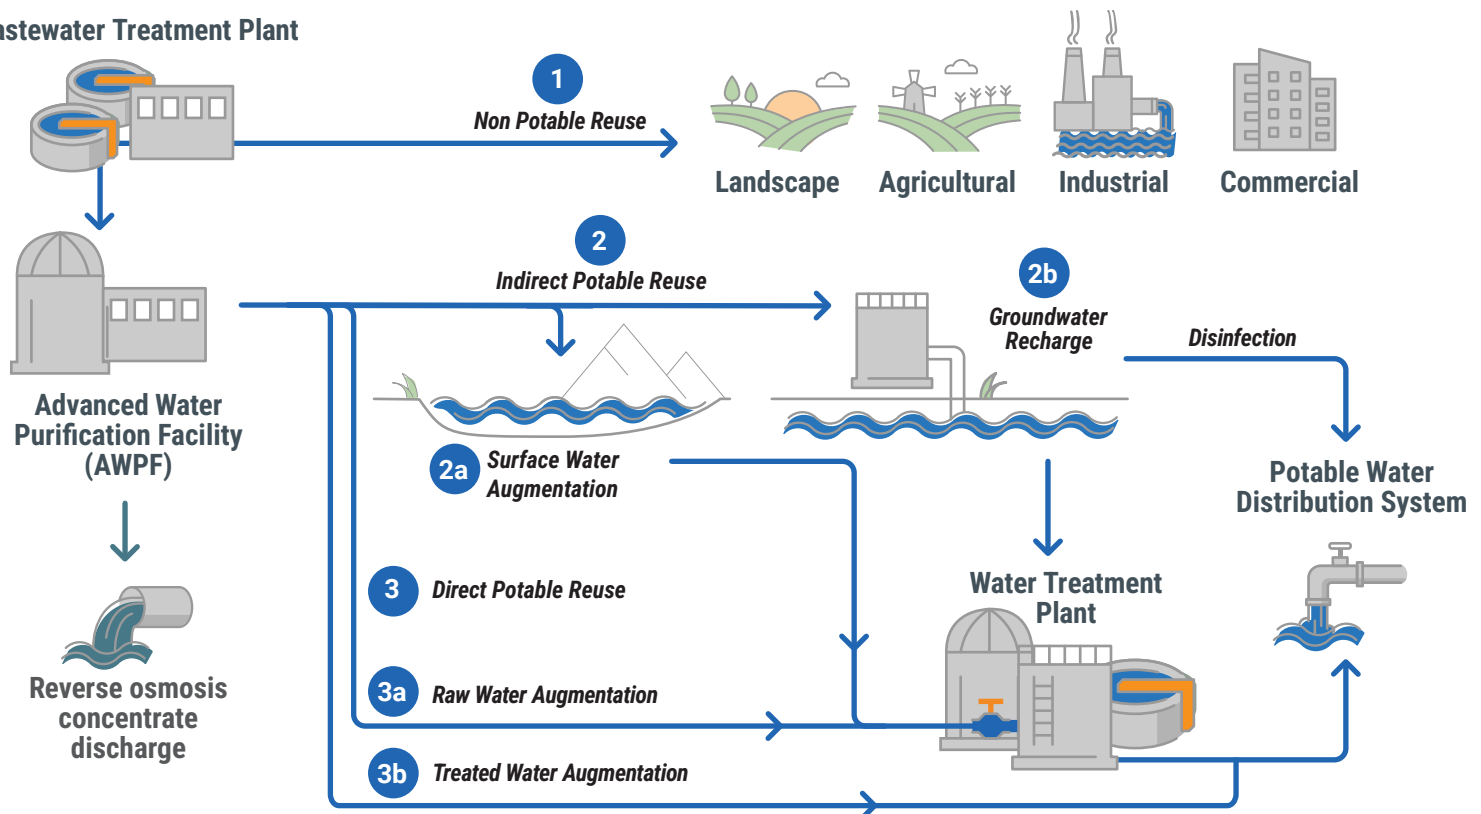 astewater Treatment Plant
1
Non Potable Reuse
Landscape
Agricultural
Industrial
Commercial
2
Indirect Potable Reuse
2b
Groundwater
Recharge
Disinfection
Advanced Water
Purification Facility
(AWPF)
2a
Surface Water
Augmentation
Potable Water
Distribution System
3
Direct Potable Reuse
Water Treatment
Plant
Reverse osmosis
concentrate
discharge
3a
Raw Water Augmentation
3b
Treated Water Augmentation